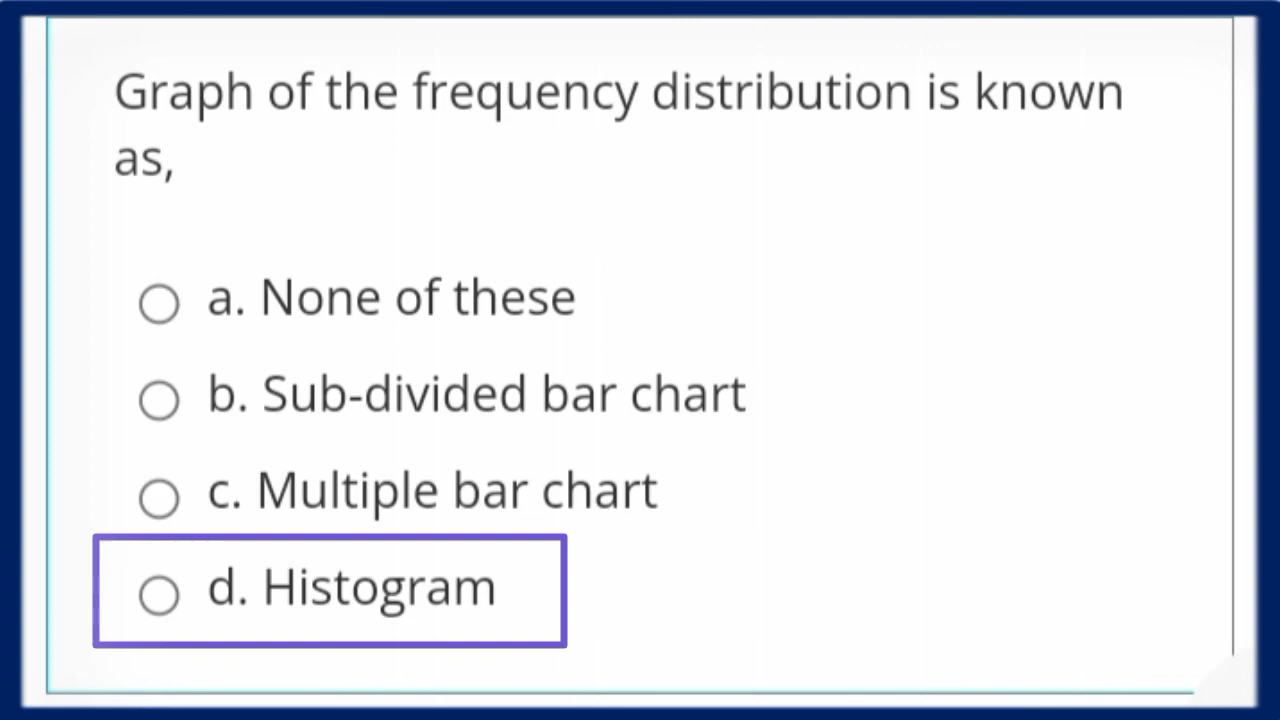 Graph of the frequency distribution is known
as,
a. None of these
b. Sub-divided bar chart
c. Multiple bar chart
d. Histogram